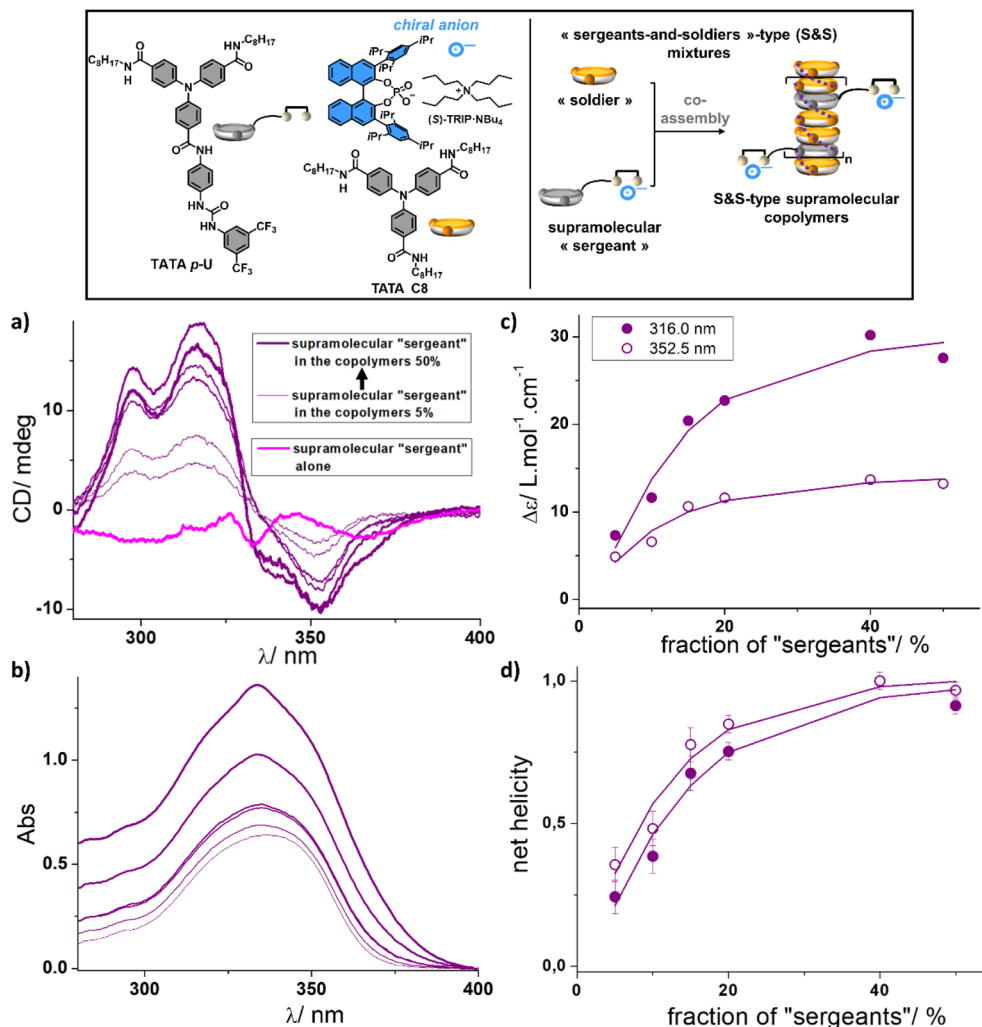 chiral anion
C₈H₁₇
N
H
O
O
HN-C₈H₁₇
N
O
NH
O
NH
HN
CF₃
CF₃
TATA p-U
iPr
iPr
iPr
O
O
P
O
O⁻
iPr
iPr
iPr
N⁺
(S)-TRIP·NBu₄
C₈H₁₇
N
H
O
O
HN-C₈H₁₇
N
O
NH
C₈H₁₇
TATA C8
« sergeants-and-soldiers »-type (S&S)
mixtures
« soldier »
co-
assembly
supramolecular
« sergeant »
n
S&S-type supramolecular
copolymers
a)
CD/ mdeg
10
0
-10
300
350
400
λ/ nm
supramolecular "sergeant"
in the copolymers 50%
supramolecular "sergeant"
in the copolymers 5%
supramolecular "sergeant"
alone
c)
Δε/ L.mol⁻¹.cm⁻¹
30
20
10
0
316.0 nm
352.5 nm
20
40
fraction of "sergeants"/ %
b)
Abs
1.0
0.5
0.0
300
350
400
λ/ nm
d)
net helicity
1,0
0,5
0,0
0
20
40
fraction of "sergeants"/ %